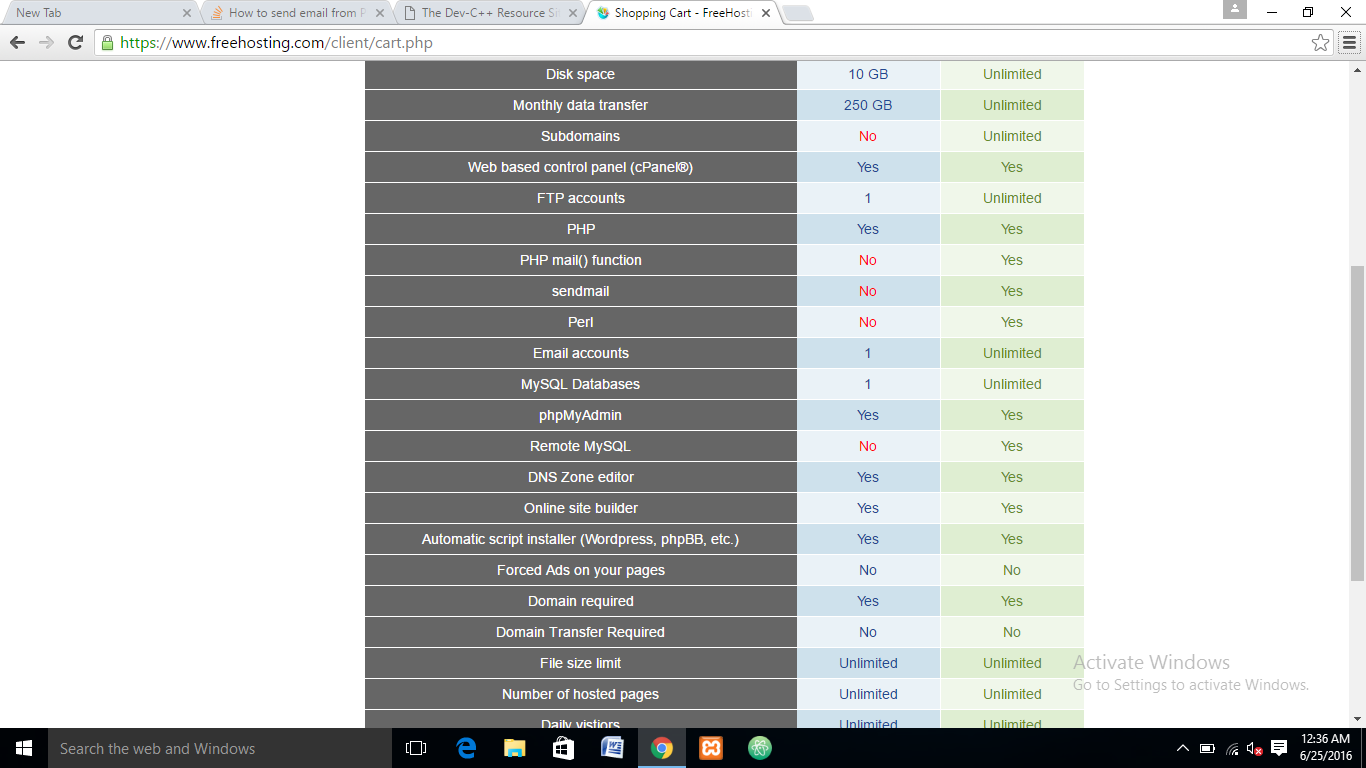 New Tab
How to send email from P
The Dev-C++ Resource Si
Shopping Cart - FreeHosti
https://www.freehosting.com/client/cart.php
Disk space 10 GB Unlimited
Monthly data transfer 250 GB Unlimited
Subdomains No Unlimited
Web based control panel (cPanel®) Yes Yes
FTP accounts 1 Unlimited
PHP Yes Yes
PHP mail() function No Yes
sendmail No Yes
Perl No Yes
Email accounts 1 Unlimited
MySQL Databases 1 Unlimited
phpMyAdmin Yes Yes
Remote MySQL No Yes
DNS Zone editor Yes Yes
Online site builder Yes Yes
Automatic script installer (Wordpress, phpBB, etc.) Yes Yes
Forced Ads on your pages No No
Domain required Yes Yes
Domain Transfer Required No No
File size limit Unlimited Unlimited
Number of hosted pages Unlimited Unlimited
Daily vistiors Unlimited Unlimited
Activate Windows
Go to Settings to activate Windows.
Search the web and Windows
12:36 AM
6/25/2016